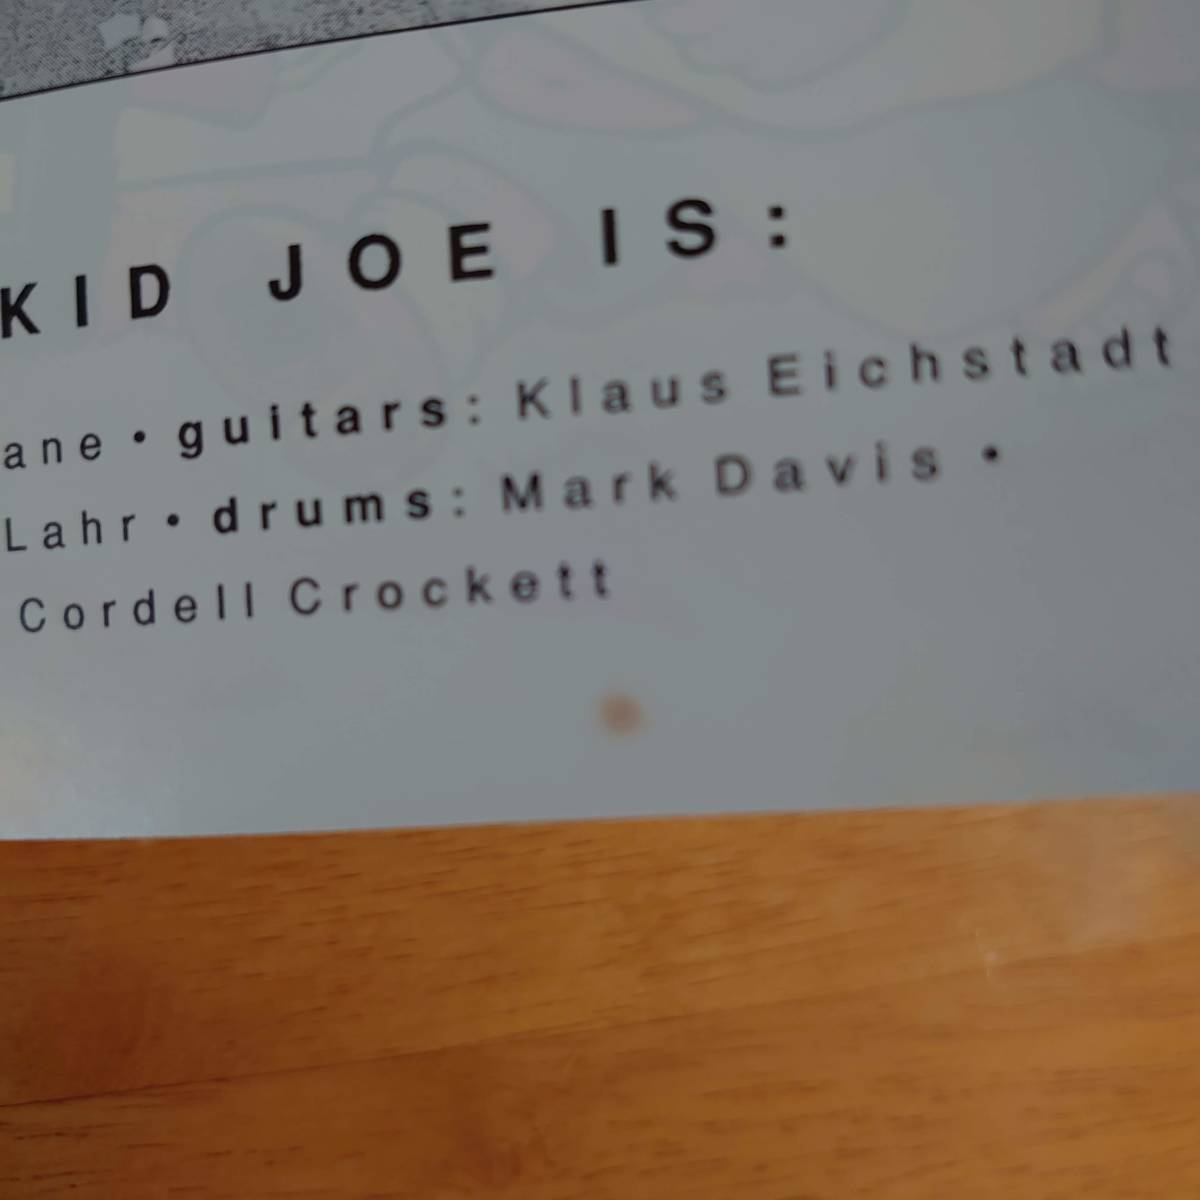 KID JOE IS:
ane • guitars: Klaus Eichstadt
Lahr • drums: Mark Davis •
Cordell Crockett